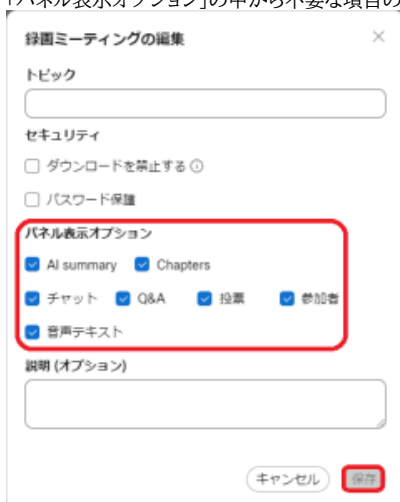 「パネル表示オプション」の中から不要な項目の
録画ミーティングの編集
トピック
セキュリティ
ダウンロードを禁止する
パスワード保護
パネル表示オプション
AI summary Chapters
チャット Q&A 投票 参加者
音声テキスト
説明 (オプション)
キャンセル 保存